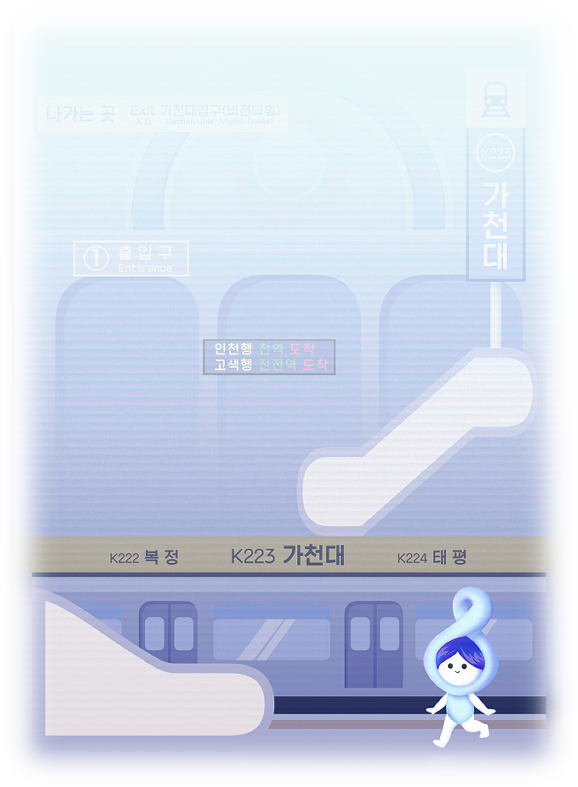 나가는 곳 Exit 가천대입구(비전타워)
K223
가천대
① 출입구
Enterence
인천행 전역 도착
고색행 전전역 도착
K222 복정 K223 가천대 K224 태평